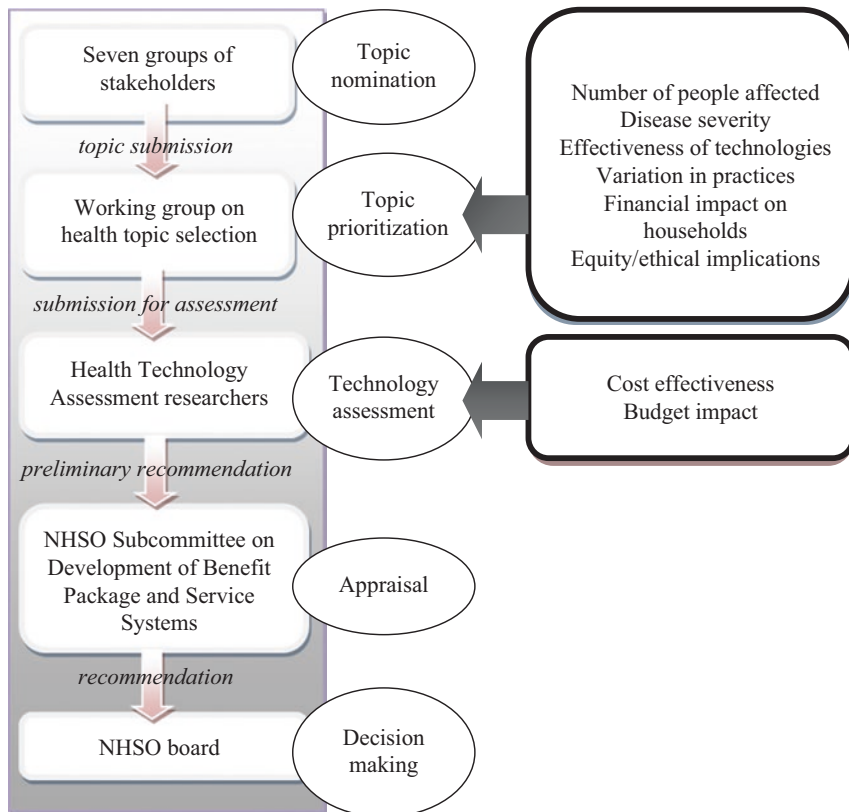 Seven groups of
stakeholders
Topic
nomination
topic submission
Working group on
health topic selection
Topic
prioritization
Number of people affected
Disease severity
Effectiveness of technologies
Variation in practices
Financial impact on
households
Equity/ethical implications
submission for assessment
Health Technology
Assessment researchers
Technology
assessment
Cost effectiveness
Budget impact
preliminary recommendation
NHSO Subcommittee on
Development of Benefit
Package and Service
Systems
Appraisal
recommendation
NHSO board
Decision
making